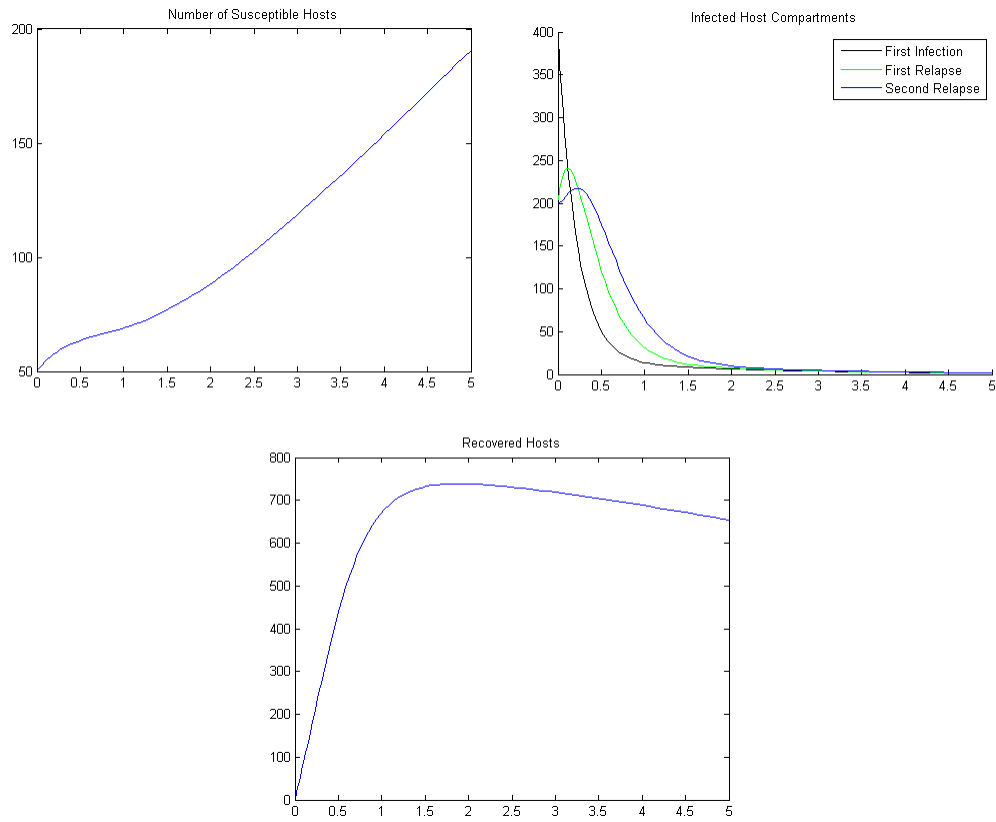 Number of Susceptible Hosts
200
150
100
50
0 0.5 1 1.5 2 2.5 3 3.5 4 4.5 5
Infected Host Compartments
400
350
300
250
200
150
100
50
0
0 0.5 1 1.5 2 2.5 3 3.5 4 4.5 5
First Infection
First Relapse
Second Relapse
Recovered Hosts
800
700
600
500
400
300
200
100
0
0 0.5 1 1.5 2 2.5 3 3.5 4 4.5 5